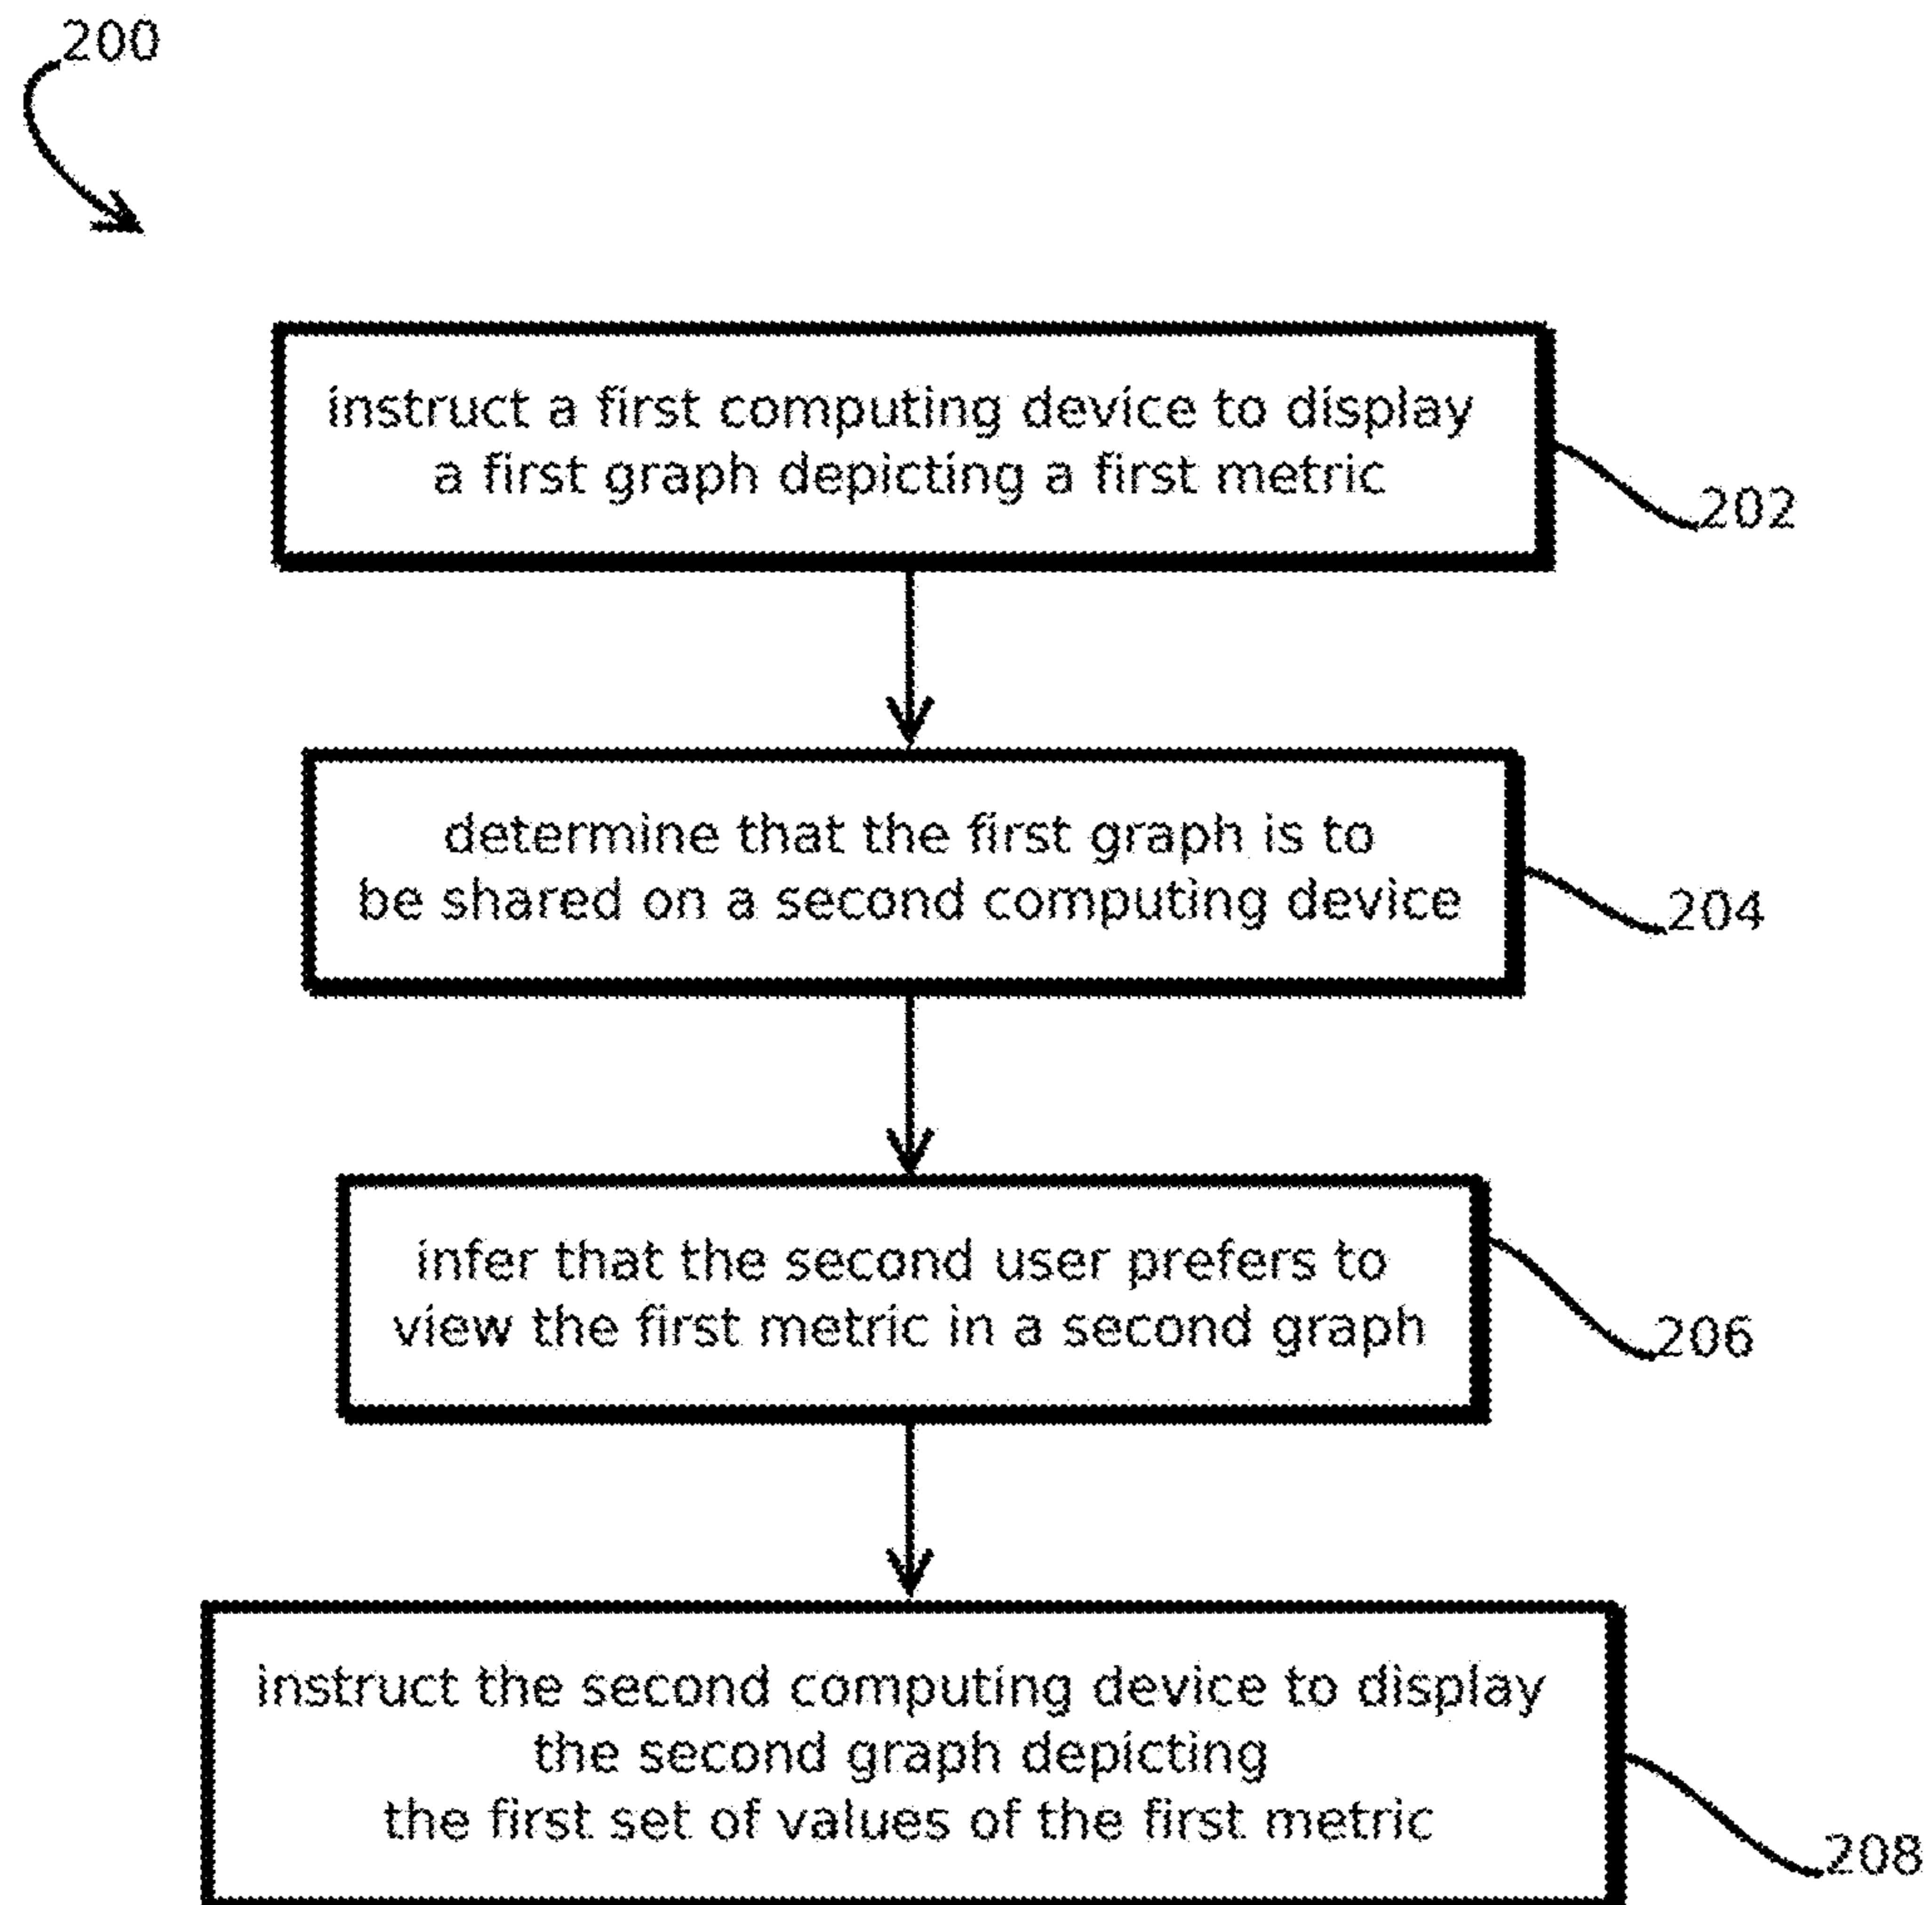 200
instruct a first computing device to display
a first graph depicting a first metric
202
determine that the first graph is to
be shared on a second computing device
204
infer that the second user prefers to
view the first metric in a second graph
206
instruct the second computing device to display
the second graph depicting
the first set of values of the first metric
208